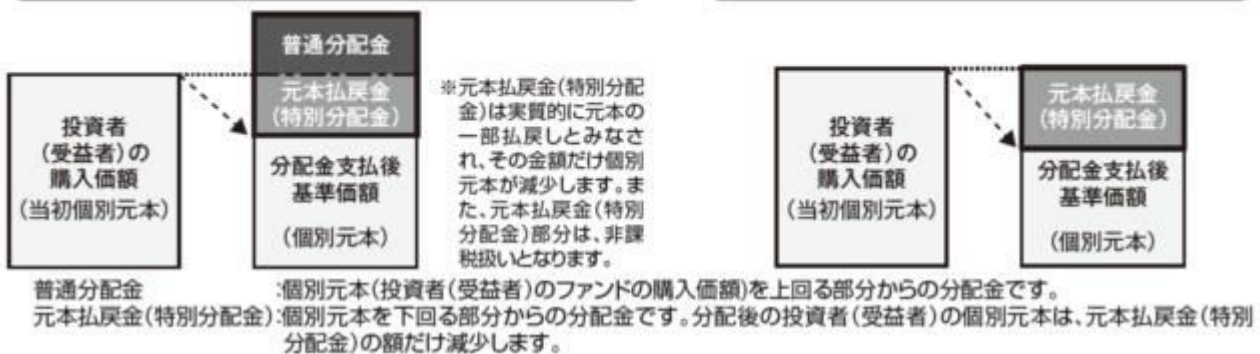 普通分配金
元本払戻金
(特別分配金)
投資者
(受益者)の
購入価額
(当初個別元本)
分配金支払後
基準価額
(個別元本)
※元本払戻金(特別分配
金)は実質的に元本の
一部払戻しとみなさ
れ、その金額だけ個別
元本が減少します。ま
た、元本払戻金(特別
分配金)部分は、非課
税扱いとなります。
投資者
(受益者)の
購入価額
(当初個別元本)
元本払戻金
(特別分配金)
分配金支払後
基準価額
(個別元本)
普通分配金 :個別元本(投資者(受益者)のファンドの購入価額)を上回る部分からの分配金です。
元本払戻金(特別分配金):個別元本を下回る部分からの分配金です。分配後の投資者(受益者)の個別元本は、元本払戻金(特別
分配金)の額だけ減少します。